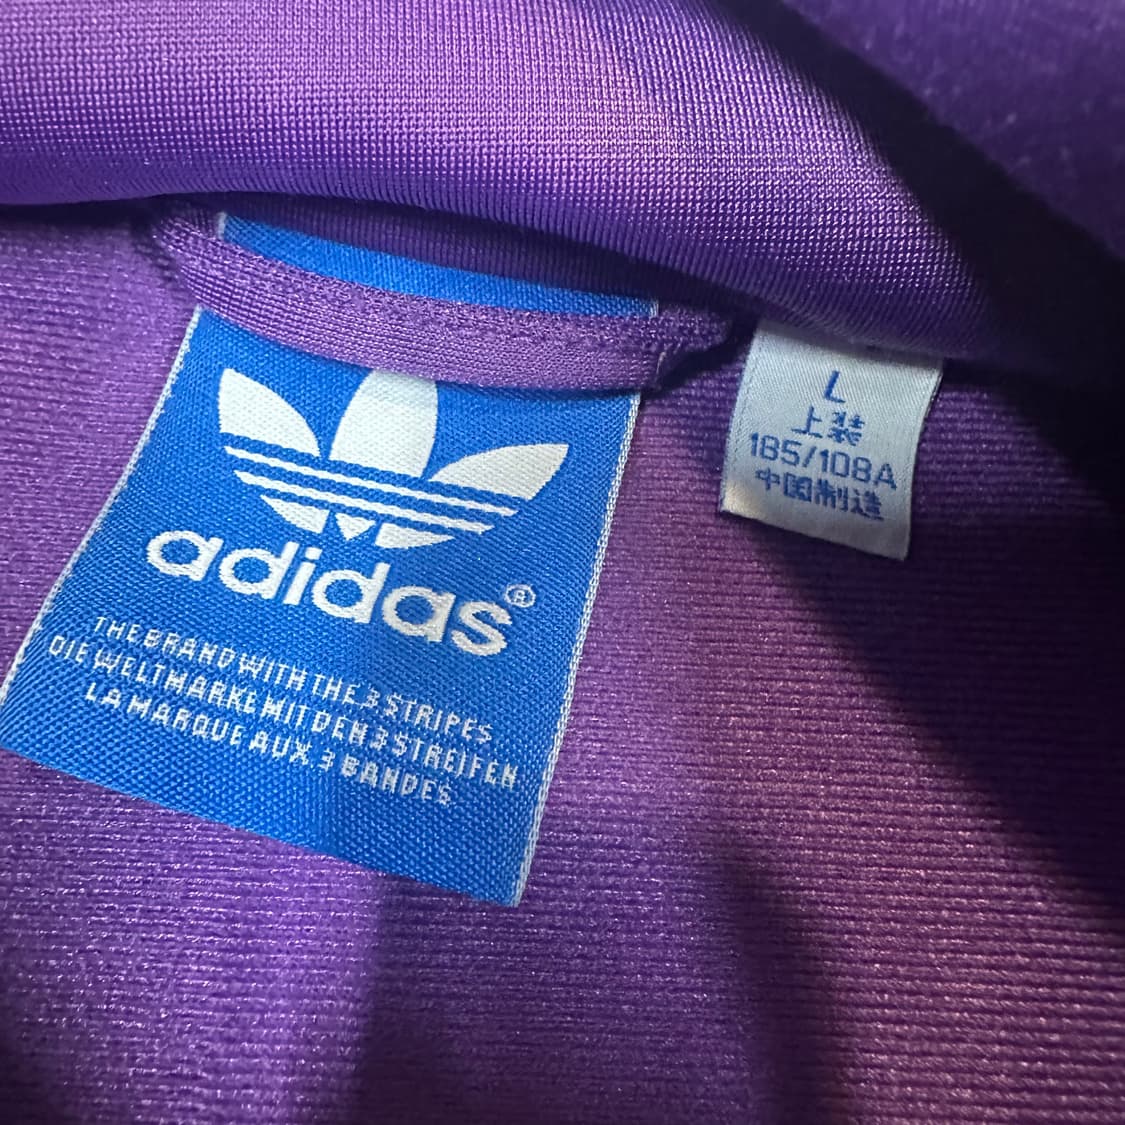 adidas®
THE BRAND WITH THE 3 STRIPES
DIE WELTMARKE MIT DEN 3 STREIFEN
LA MARQUE AUX 3 BANDES
L
上装
185/108A
中国制造